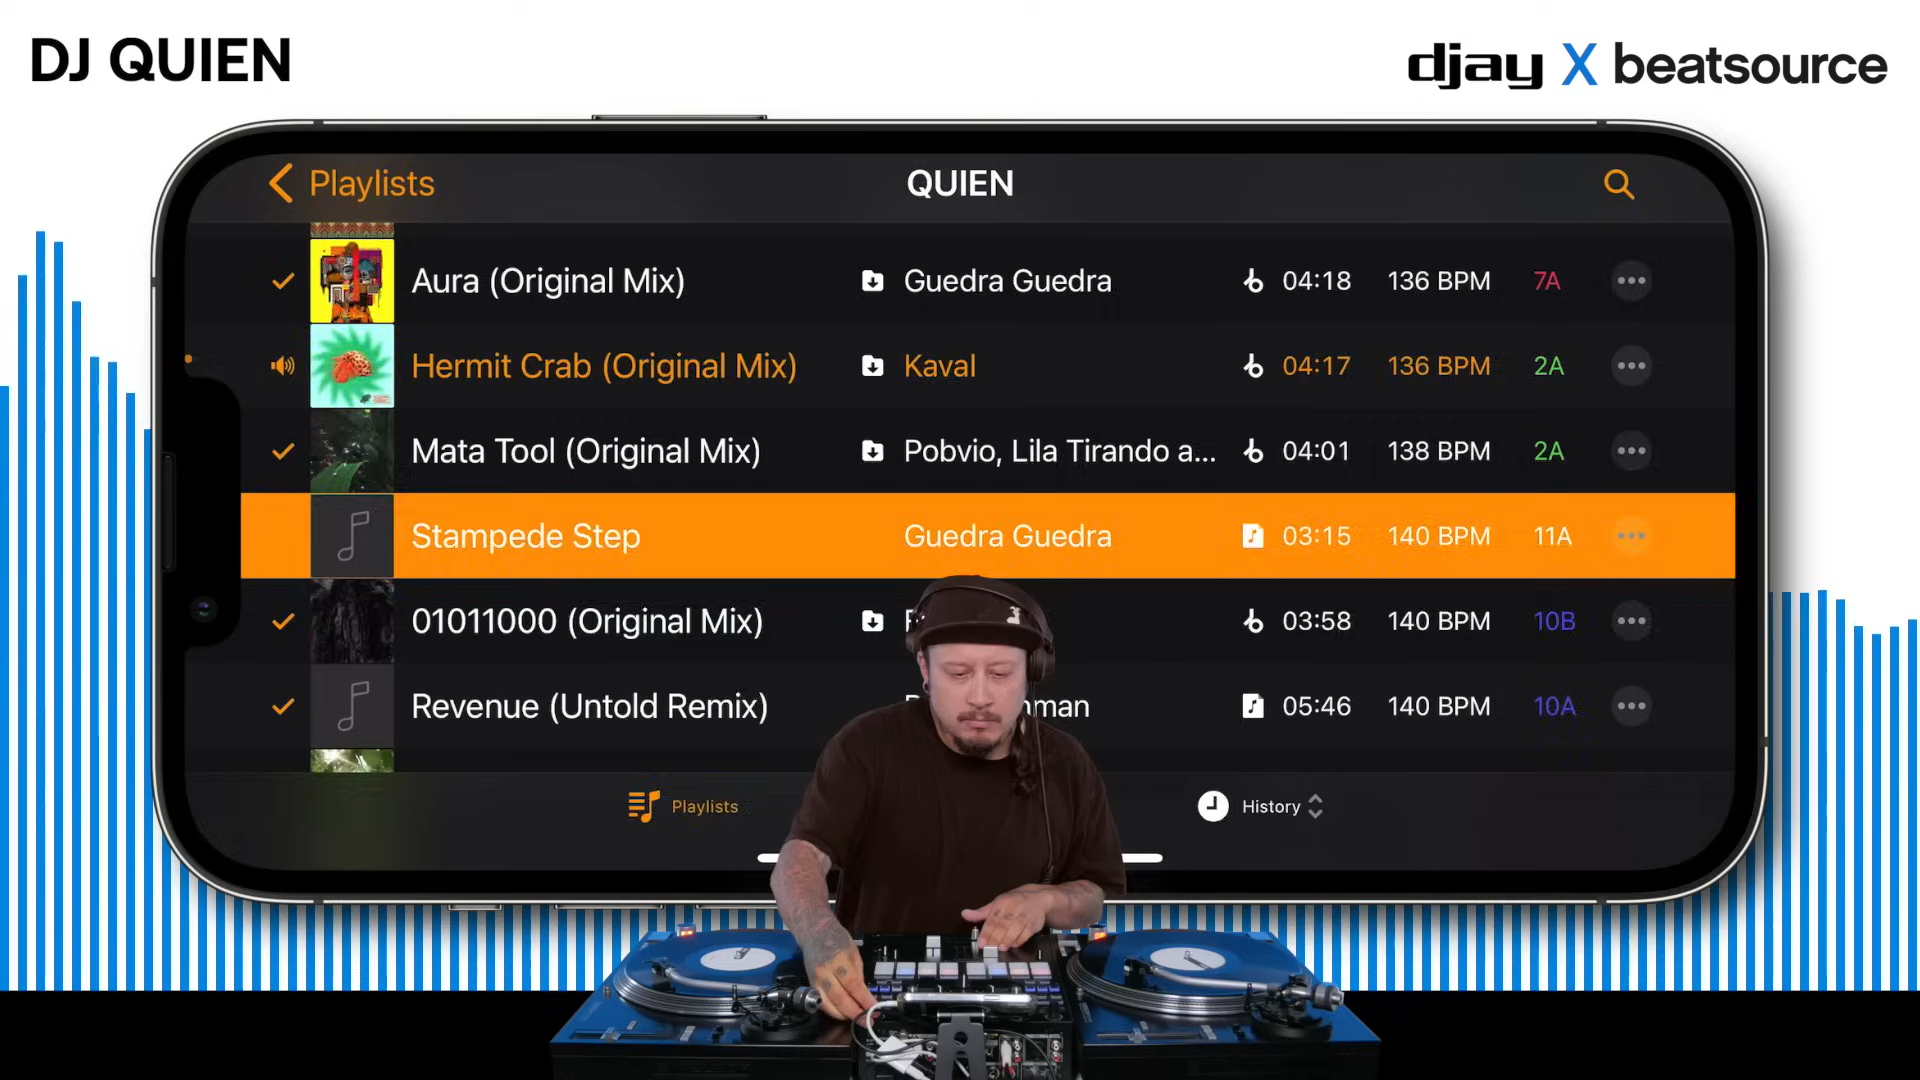 DJ QUIEN
djay X beatsource
Playlists
QUIEN
Aura (Original Mix) Guedra Guedra 04:18 136 BPM 7A
Hermit Crab (Original Mix) Kaval 04:17 136 BPM 2A
Mata Tool (Original Mix) Pobvio, Lila Tirando a... 04:01 138 BPM 2A
Stampede Step Guedra Guedra 03:15 140 BPM 11A
01011000 (Original Mix) 03:58 140 BPM 10B
Revenue (Untold Remix) 05:46 140 BPM 10A
Playlists
History